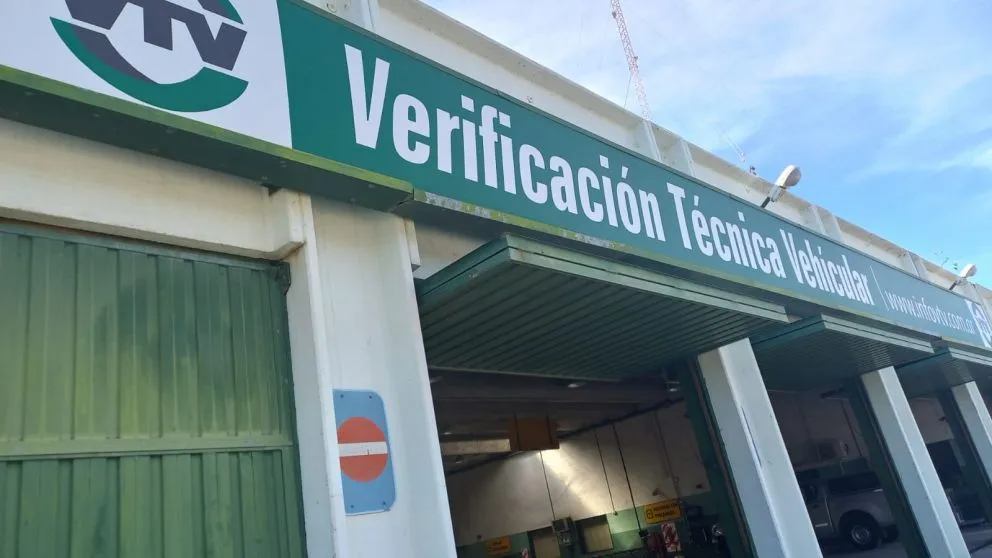 VTV
Verificación Técnica Vehicular | www.infovtv.com.ar